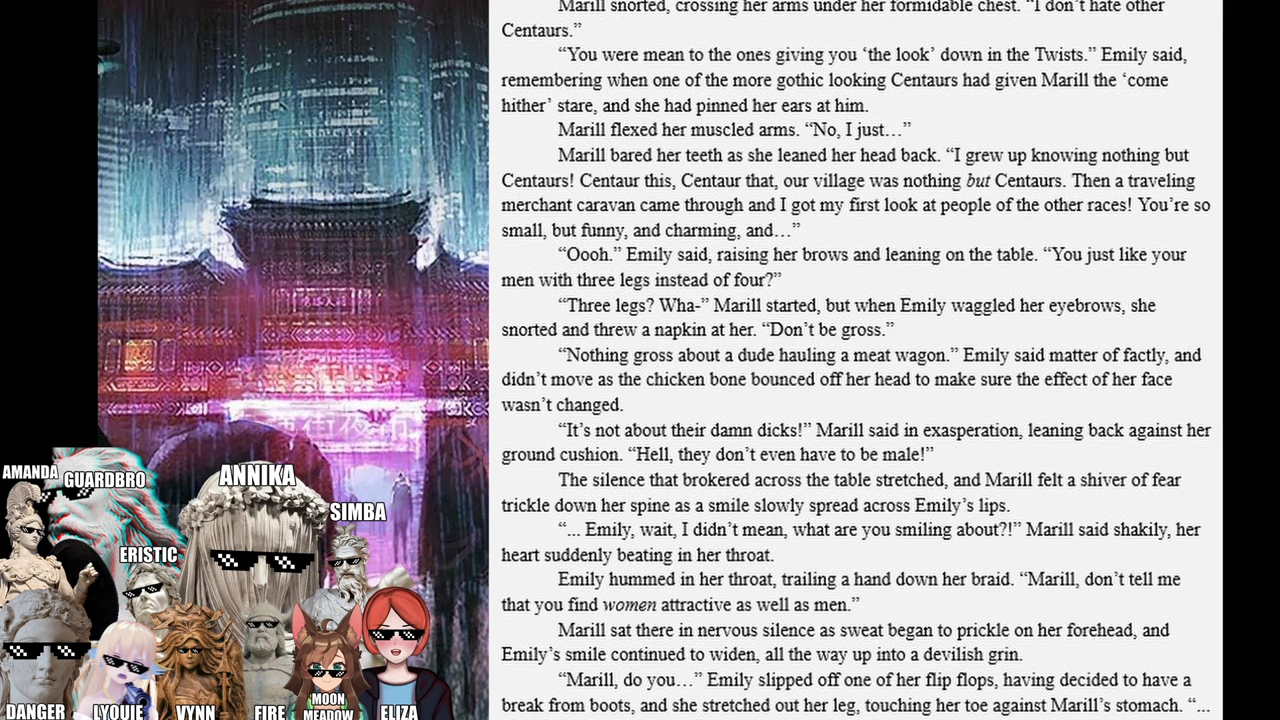 Marill snorted, crossing her arms under her formidable chest. “I don’t hate other
Centaurs.”
“You were mean to the ones giving you ‘the look’ down in the Twists.” Emily said,
remembering when one of the more gothic looking Centaurs had given Marill the ‘come
hither’ stare, and she had pinned her ears at him.
Marill flexed her muscled arms. “No, I just…”
Marill bared her teeth as she leaned her head back. “I grew up knowing nothing but
Centaurs! Centaur this, Centaur that, our village was nothing but Centaurs. Then a traveling
merchant caravan came through and I got my first look at people of the other races! You’re so
small, but funny, and charming, and…”
“Oooh.” Emily said, raising her brows and leaning on the table. “You just like your
men with three legs instead of four?”
“Three legs? Wha-” Marill started, but when Emily waggled her eyebrows, she
snorted and threw a napkin at her. “Don’t be gross.”
“Nothing gross about a dude hauling a meat wagon.” Emily said matter of factly, and
didn’t move as the chicken bone bounced off her head to make sure the effect of her face
wasn’t changed.
“It’s not about their damn dicks!” Marill said in exasperation, leaning back against her
ground cushion. “Hell, they don’t even have to be male!”
The silence that brokered across the table stretched, and Marill felt a shiver of fear
trickle down her spine as a smile slowly spread across Emily’s lips.
“... Emily, wait, I didn’t mean, what are you smiling about?!” Marill said shakily, her
heart suddenly beating in her throat.
Emily hummed in her throat, trailing a hand down her braid. “Marill, don’t tell me
that you find women attractive as well as men.”
Marill sat there in nervous silence as sweat began to prickle on her forehead, and
Emily’s smile continued to widen, all the way up into a devilish grin.
“Marill, do you…” Emily slipped off one of her flip flops, having decided to have a
break from boots, and she stretched out her leg, touching her toe against Marill’s stomach. “...
AMANDA
GUARDBRO
ANNIKA
SIMBA
ERISTIC
DANGER
LYQUIE
VYNN
FIRE
MOON
MEADOW
ELIZA